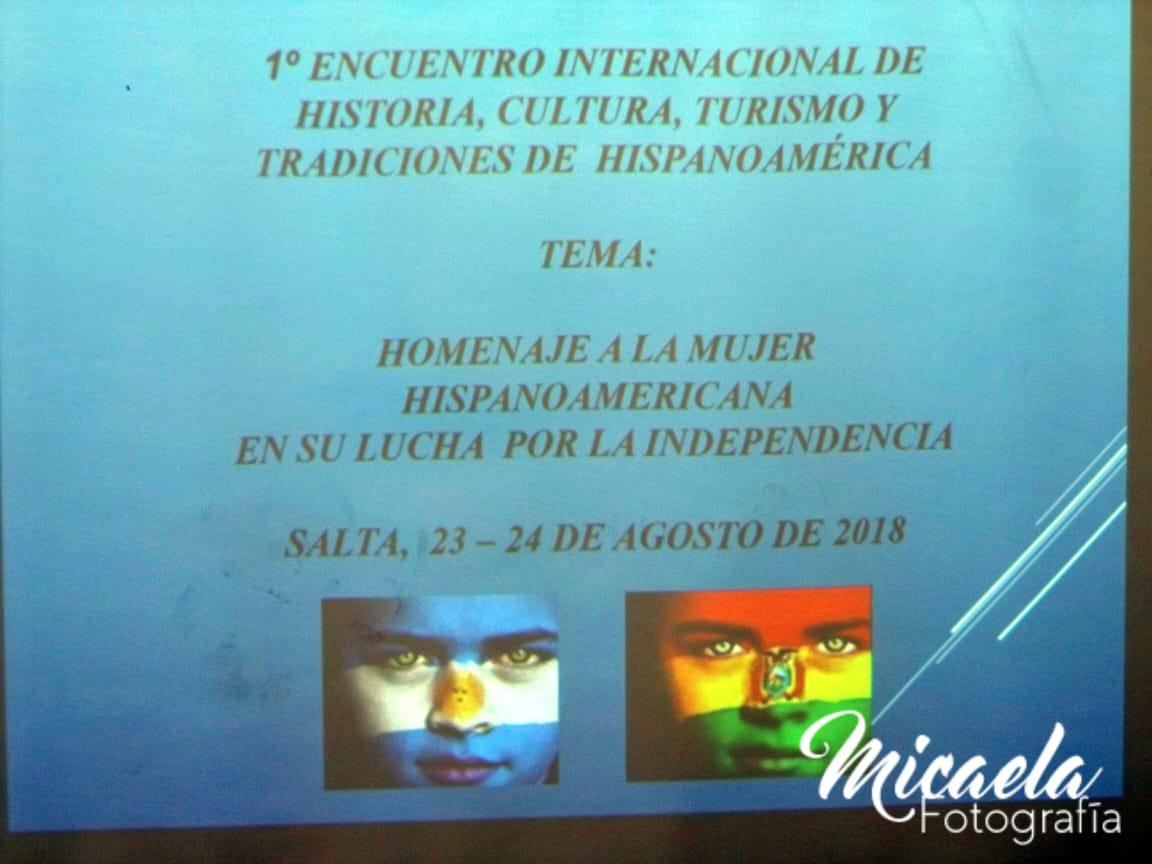 1º ENCUENTRO INTERNACIONAL DE
HISTORIA, CULTURA, TURISMO Y
TRADICIONES DE HISPANOAMÉRICA
TEMA:
HOMENAJE A LA MUJER
HISPANOAMERICANA
EN SU LUCHA POR LA INDEPENDENCIA
SALTA, 23 – 24 DE AGOSTO DE 2018
Micaela
Fotografía